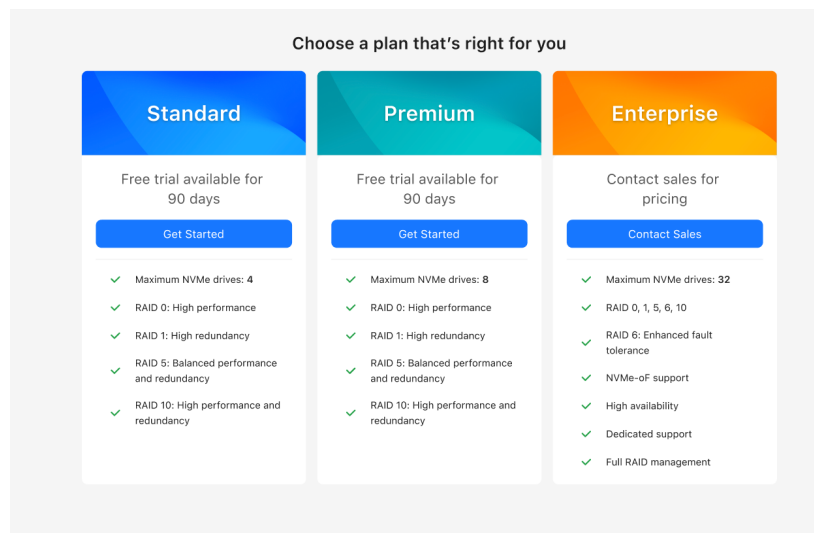 Choose a plan that's right for you
Standard
Free trial available for
90 days
Get Started
Maximum NVMe drives: 4
RAID 0: High performance
RAID 1: High redundancy
RAID 5: Balanced performance
and redundancy
RAID 10: High performance and
redundancy
Premium
Free trial available for
90 days
Get Started
Maximum NVMe drives: 8
RAID 0: High performance
RAID 1: High redundancy
RAID 5: Balanced performance
and redundancy
RAID 10: High performance and
redundancy
Enterprise
Contact sales for
pricing
Contact Sales
Maximum NVMe drives: 32
RAID 0, 1, 5, 6, 10
RAID 6: Enhanced fault
tolerance
NVMe-oF support
High availability
Dedicated support
Full RAID management